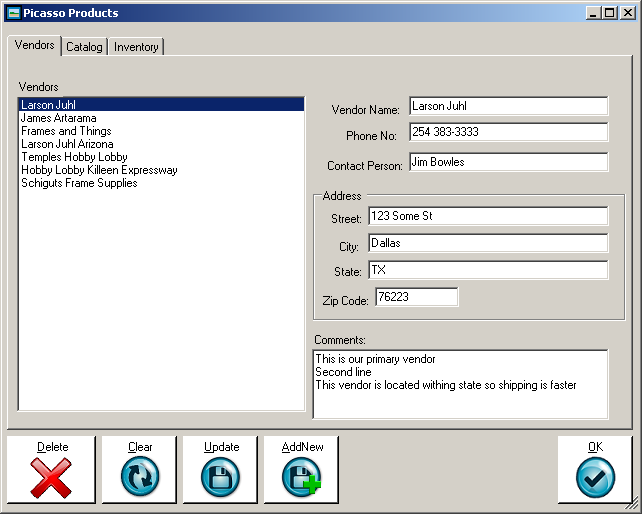 Picasso Products
Vendors Catalog Inventory
Vendors
Larson Juhl
James Artarama
Frames and Things
Larson Juhl Arizona
Temples Hobby Lobby
Hobby Lobby Killeen Expressway
Schiguts Frame Supplies
Vendor Name: Larson Juhl
Phone No: 254 383-3333
Contact Person: Jim Bowles
Address
Street: 123 Some St
City: Dallas
State: TX
Zip Code: 76223
Comments:
This is our primary vendor
Second line
This vendor is located withing state so shipping is faster
Delete Clear Update AddNew OK